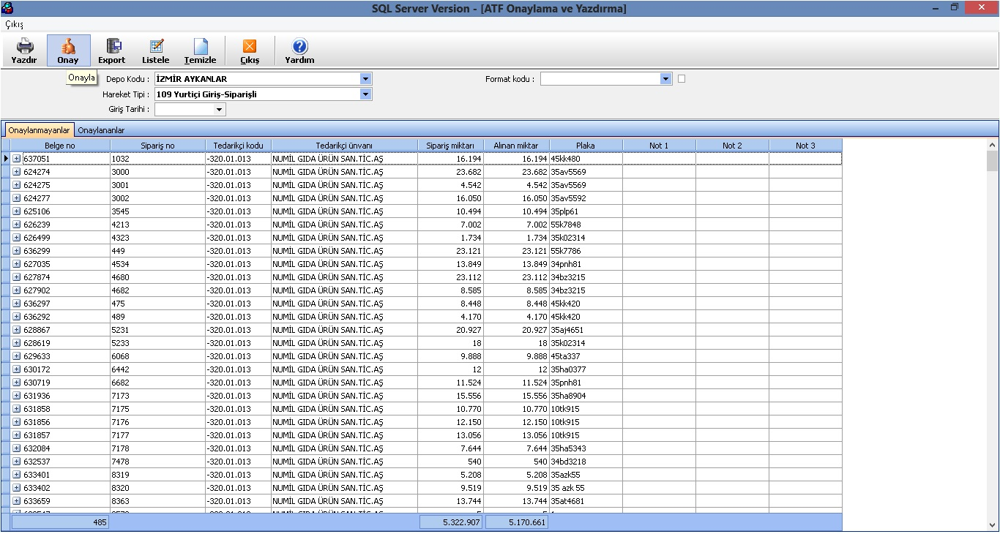 SQL Server Version - [ATF Onaylama ve Yazdırma]
Çıkış
Yazdır Onay Export Listele Temizle Çıkış Yardım
Onayla
Depo Kodu : İZMİR AYKANLAR Format kodu :
Hareket Tipi : 109 Yurtiçi Giriş-Siparişli
Giriş Tarihi :
Onaylanmayanlar Onaylananlar
Belge no Sipariş no Tedarikçi kodu Tedarikçi ünvanı Sipariş miktarı Alınan miktar Plaka Not 1 Not 2 Not 3
637051 1032 -320.01.013 NUMİL GIDA ÜRÜN SAN.TİC.AŞ 16.194 16.194 45kk480
624274 3000 -320.01.013 NUMİL GIDA ÜRÜN SAN.TİC.AŞ 23.682 23.682 35av5569
624275 3001 -320.01.013 NUMİL GIDA ÜRÜN SAN.TİC.AŞ 4.542 4.542 35av5569
624277 3002 -320.01.013 NUMİL GIDA ÜRÜN SAN.TİC.AŞ 16.050 16.050 35av5592
625106 3545 -320.01.013 NUMİL GIDA ÜRÜN SAN.TİC.AŞ 10.494 10.494 35plp61
626239 4213 -320.01.013 NUMİL GIDA ÜRÜN SAN.TİC.AŞ 7.002 7.002 55k7848
626499 4323 -320.01.013 NUMİL GIDA ÜRÜN SAN.TİC.AŞ 1.734 1.734 35k02314
636299 449 -320.01.013 NUMİL GIDA ÜRÜN SAN.TİC.AŞ 23.121 23.121 55k7786
627035 4534 -320.01.013 NUMİL GIDA ÜRÜN SAN.TİC.AŞ 13.849 13.849 34pnh81
627874 4680 -320.01.013 NUMİL GIDA ÜRÜN SAN.TİC.AŞ 23.112 23.112 34bz3215
627902 4682 -320.01.013 NUMİL GIDA ÜRÜN SAN.TİC.AŞ 8.585 8.585 34bz3215
636297 475 -320.01.013 NUMİL GIDA ÜRÜN SAN.TİC.AŞ 8.448 8.448 45kk420
636292 489 -320.01.013 NUMİL GIDA ÜRÜN SAN.TİC.AŞ 4.170 4.170 45kk420
628867 5231 -320.01.013 NUMİL GIDA ÜRÜN SAN.TİC.AŞ 20.927 20.927 35aj4651
628619 5233 -320.01.013 NUMİL GIDA ÜRÜN SAN.TİC.AŞ 18 18 35k02314
629633 6068 -320.01.013 NUMİL GIDA ÜRÜN SAN.TİC.AŞ 9.888 9.888 45ta337
630172 6442 -320.01.013 NUMİL GIDA ÜRÜN SAN.TİC.AŞ 12 12 35ha0377
630719 6682 -320.01.013 NUMİL GIDA ÜRÜN SAN.TİC.AŞ 11.524 11.524 35pnh81
631936 7173 -320.01.013 NUMİL GIDA ÜRÜN SAN.TİC.AŞ 15.556 15.556 35ha8904
631858 7175 -320.01.013 NUMİL GIDA ÜRÜN SAN.TİC.AŞ 10.770 10.770 10tk915
631856 7176 -320.01.013 NUMİL GIDA ÜRÜN SAN.TİC.AŞ 12.150 12.150 10tk915
631857 7177 -320.01.013 NUMİL GIDA ÜRÜN SAN.TİC.AŞ 13.056 13.056 10tk915
632084 7178 -320.01.013 NUMİL GIDA ÜRÜN SAN.TİC.AŞ 7.644 7.644 35ha5343
632537 7478 -320.01.013 NUMİL GIDA ÜRÜN SAN.TİC.AŞ 540 540 34bd3218
633401 8319 -320.01.013 NUMİL GIDA ÜRÜN SAN.TİC.AŞ 5.208 5.208 35azk55
633402 8320 -320.01.013 NUMİL GIDA ÜRÜN SAN.TİC.AŞ 9.519 9.519 35 azk 55
633659 8363 -320.01.013 NUMİL GIDA ÜRÜN SAN.TİC.AŞ 13.744 13.744 35at4681
485 5.322.907 5.170.661